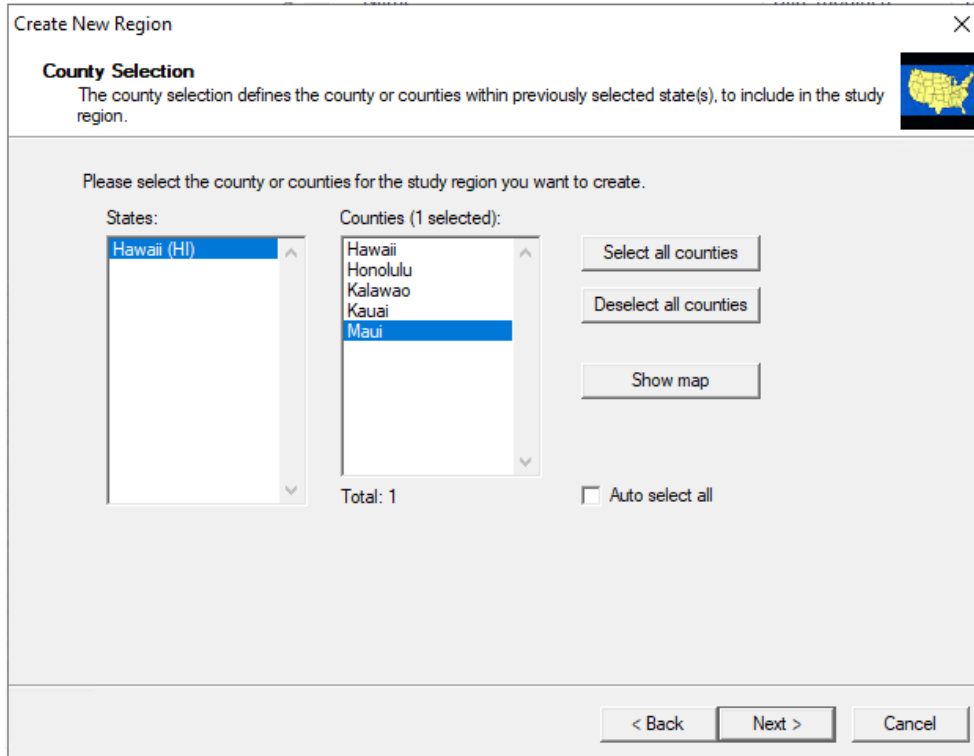 Create New Region
County Selection
The county selection defines the county or counties within previously selected state(s), to include in the study
region.
Please select the county or counties for the study region you want to create.
States:
Hawaii (HI)
Counties (1 selected):
Hawaii
Honolulu
Kalawao
Kauai
Maui
Total: 1
Select all counties
Deselect all counties
Show map
Auto select all
< Back
Next >
Cancel